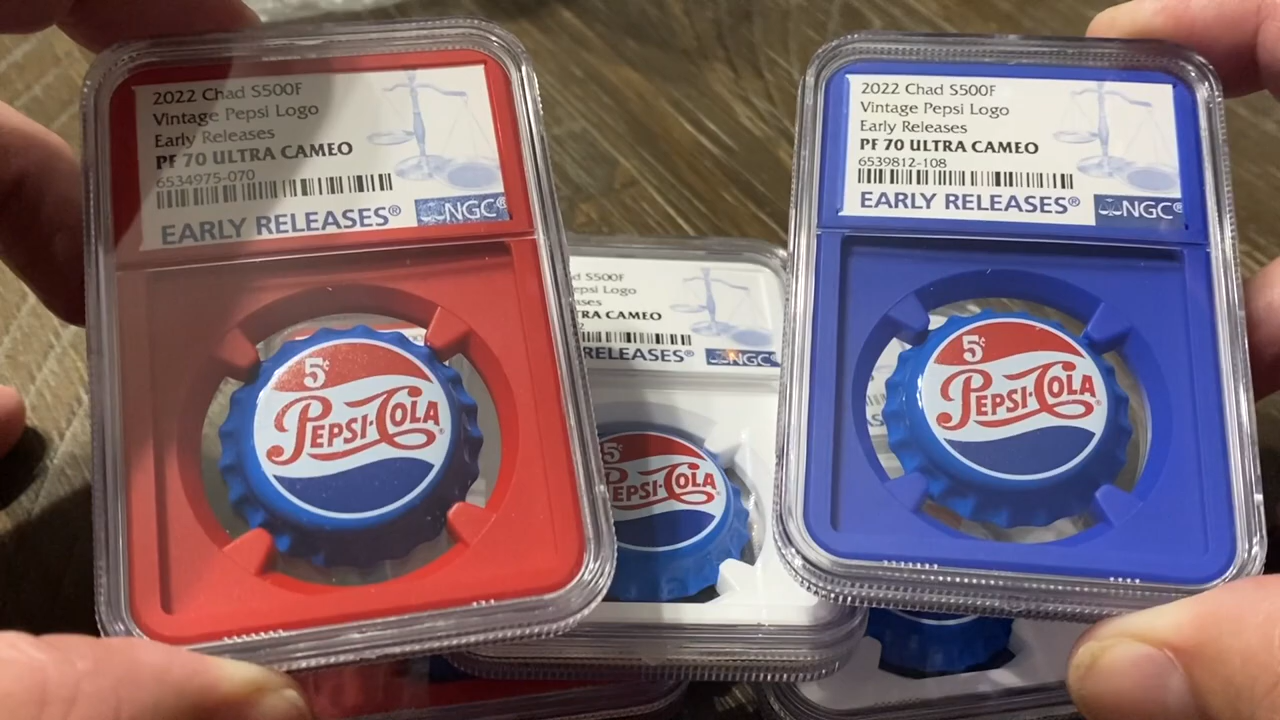 2022 Chad S500F
Vintage Pepsi Logo
Early Releases
PF 70 ULTRA CAMEO
6534975-070
EARLY RELEASES®
NGC®
5¢
PEPSI-COLA®
S500F
Logo
CAMEO
RELEASES®
NGC
5¢
PEPSI-COLA®
2022 Chad S500F
Vintage Pepsi Logo
Early Releases
PF 70 ULTRA CAMEO
6539812-108
EARLY RELEASES®
NGC®
5¢
PEPSI-COLA®